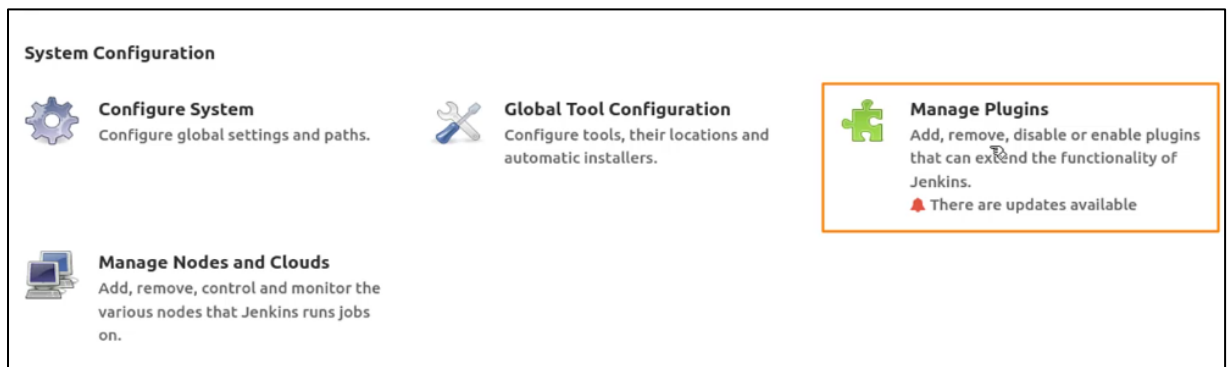 System Configuration
Configure System
Configure global settings and paths.
Global Tool Configuration
Configure tools, their locations and
automatic installers.
Manage Plugins
Add, remove, disable or enable plugins
that can extend the functionality of
Jenkins.
There are updates available
Manage Nodes and Clouds
Add, remove, control and monitor the
various nodes that Jenkins runs jobs
on.